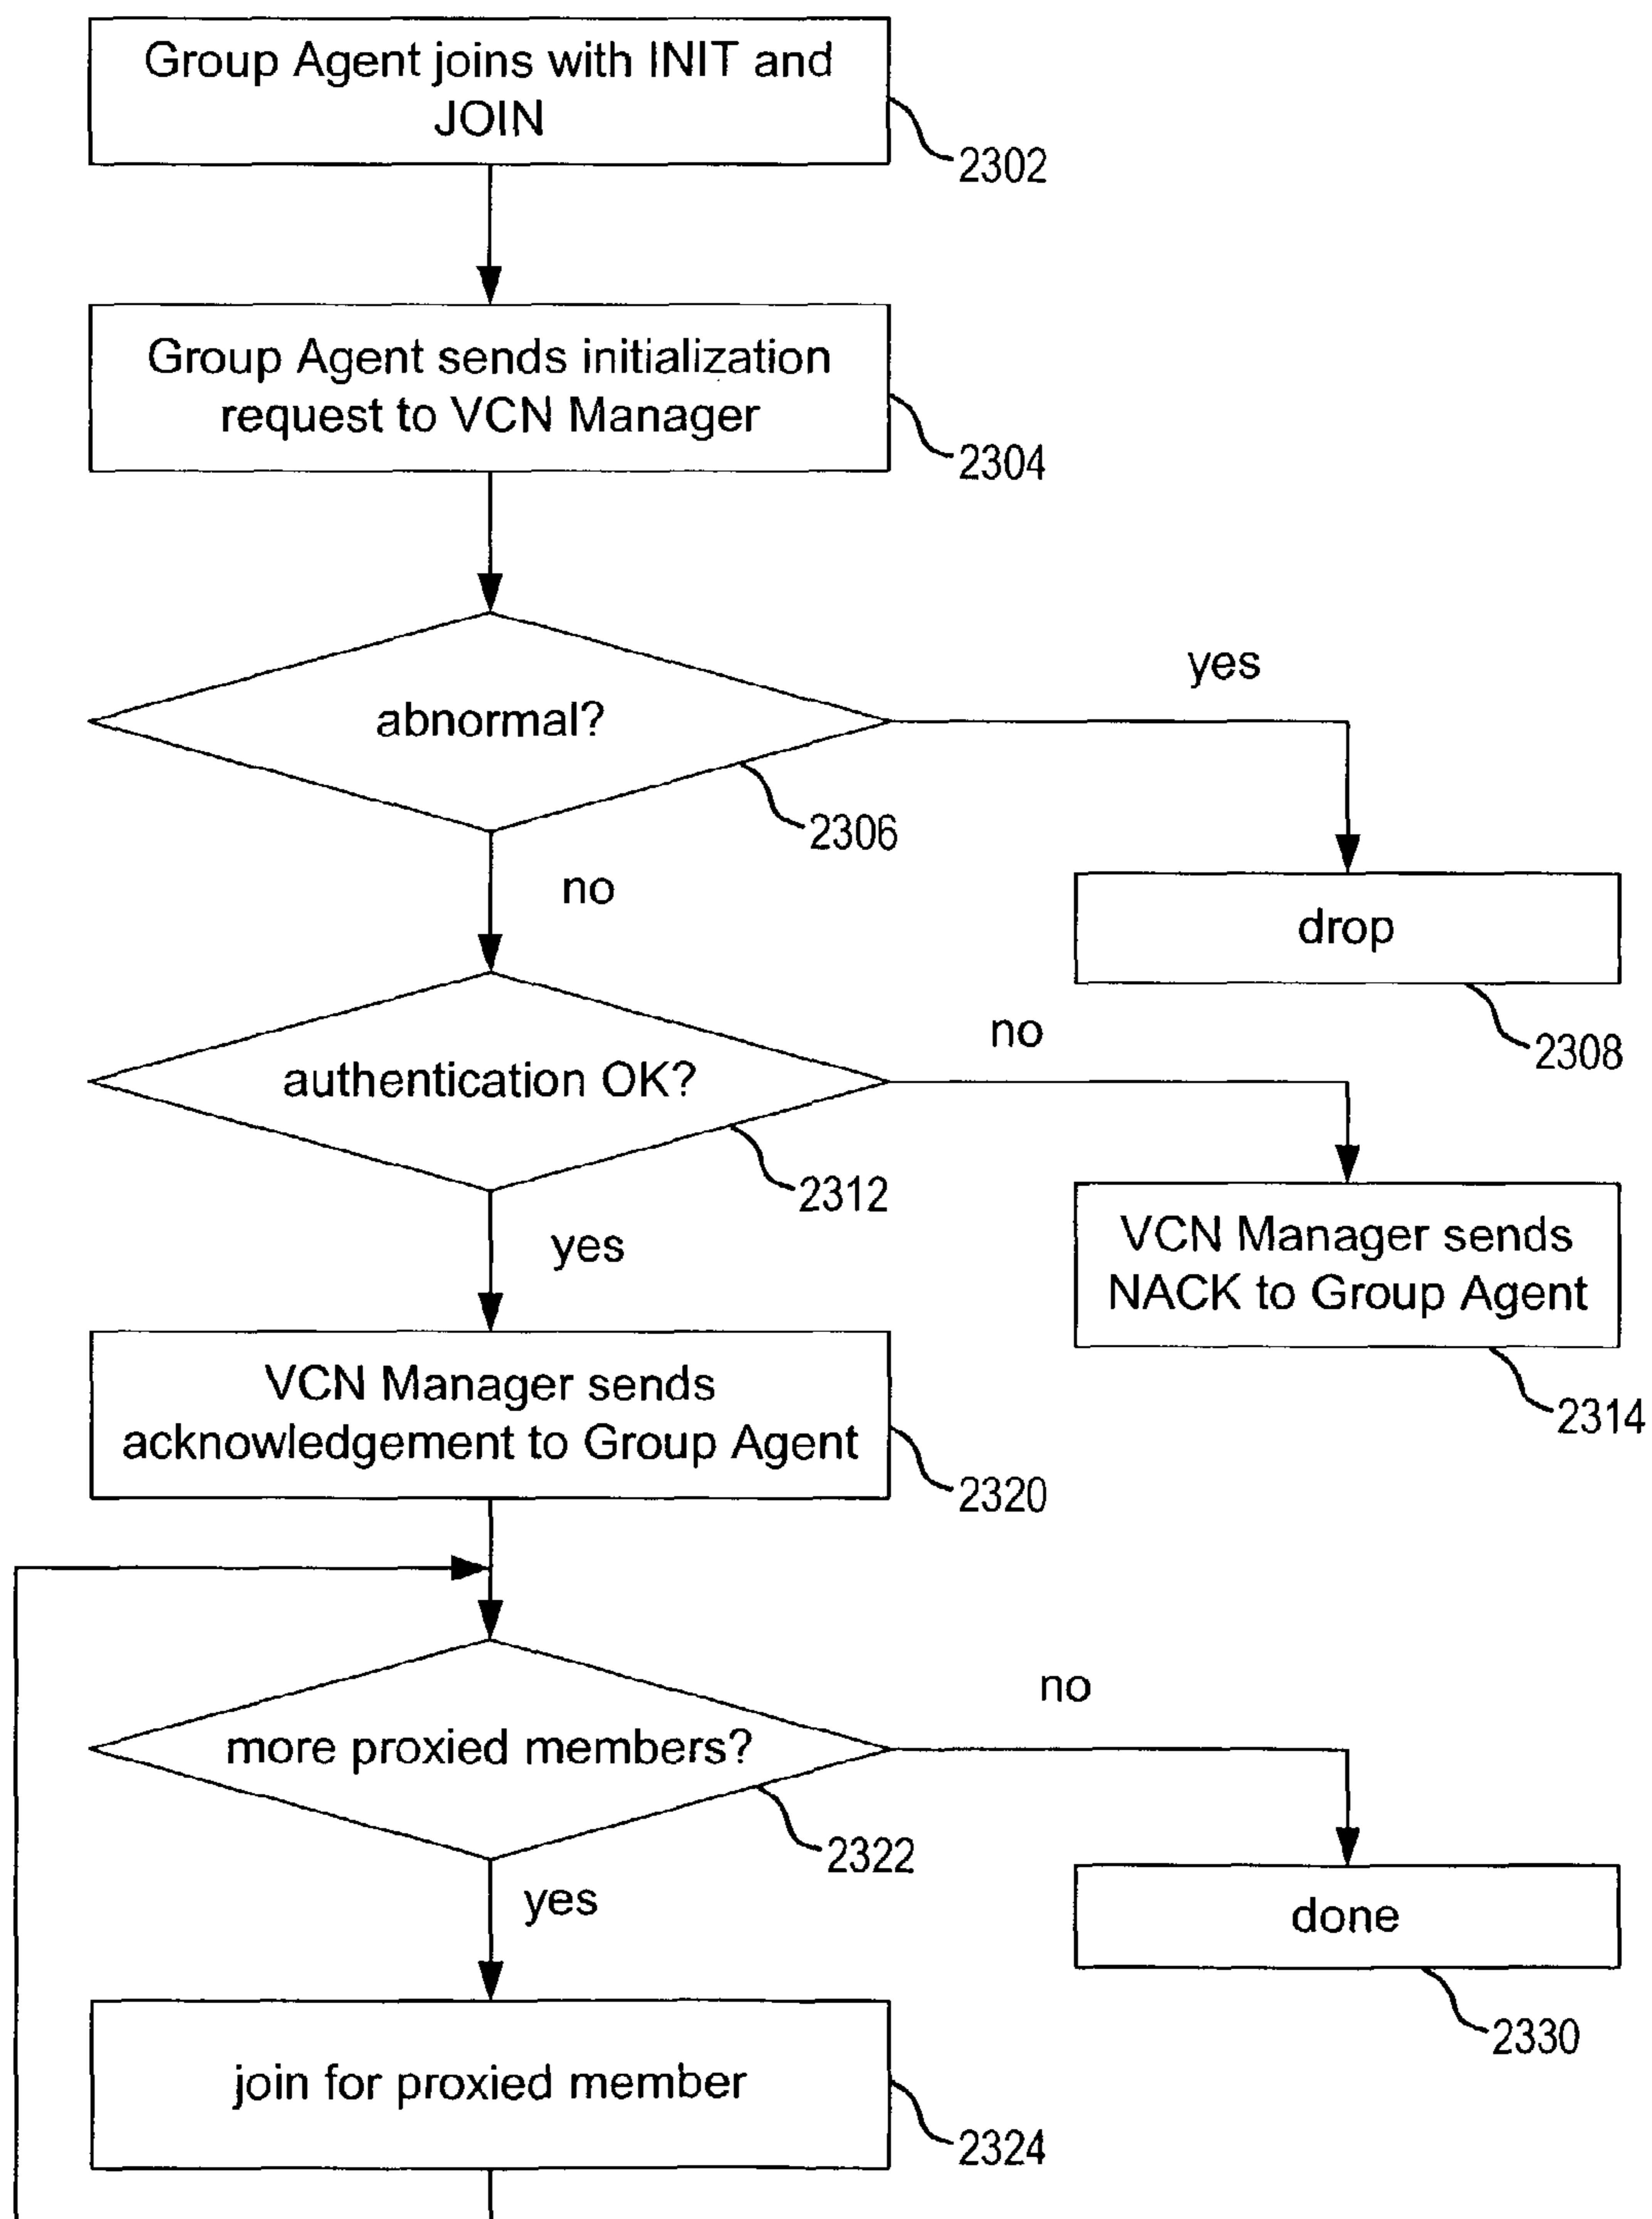 Group Agent joins with INIT and
JOIN
2302
Group Agent sends initialization
request to VCN Manager
2304
abnormal?
yes
2306
no
drop
2308
authentication OK?
no
2312
yes
VCN Manager sends
NACK to Group Agent
2314
VCN Manager sends
acknowledgement to Group Agent
2320
more proxied members?
no
2322
yes
done
2330
join for proxied member
2324